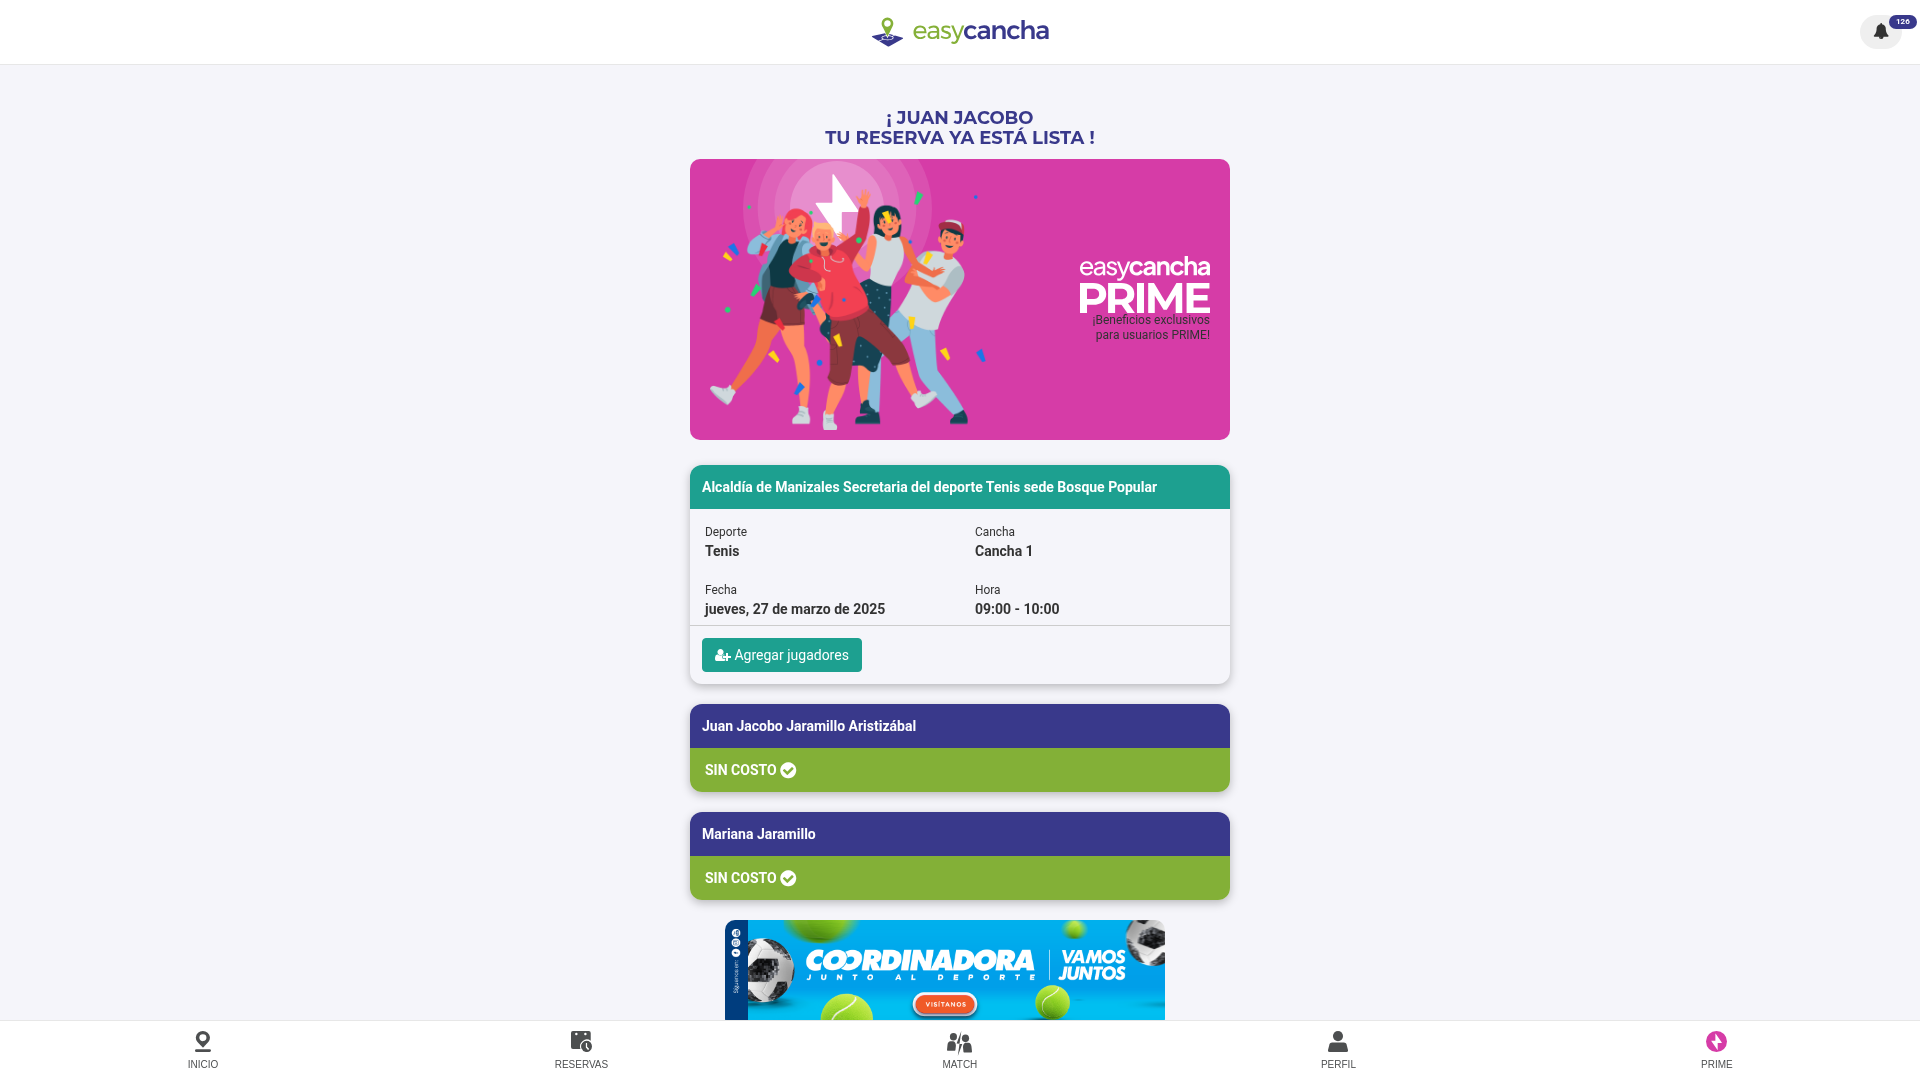 easycancha
126
¡ JUAN JACOBO
TU RESERVA YA ESTÁ LISTA !
easycancha
PRIME
¡Beneficios exclusivos
para usuarios PRIME!
Alcaldía de Manizales Secretaria del deporte Tenis sede Bosque Popular
Deporte
Cancha
Tenis
Cancha 1
Fecha
Hora
jueves, 27 de marzo de 2025
09:00 - 10:00
Agregar jugadores
Juan Jacobo Jaramillo Aristizábal
SIN COSTO
Mariana Jaramillo
SIN COSTO
Síguenos en:
COORDINADORA
JUNTO AL DEPORTE
VAMOS
JUNTOS
VISÍTANOS
INICIO
RESERVAS
MATCH
PERFIL
PRIME